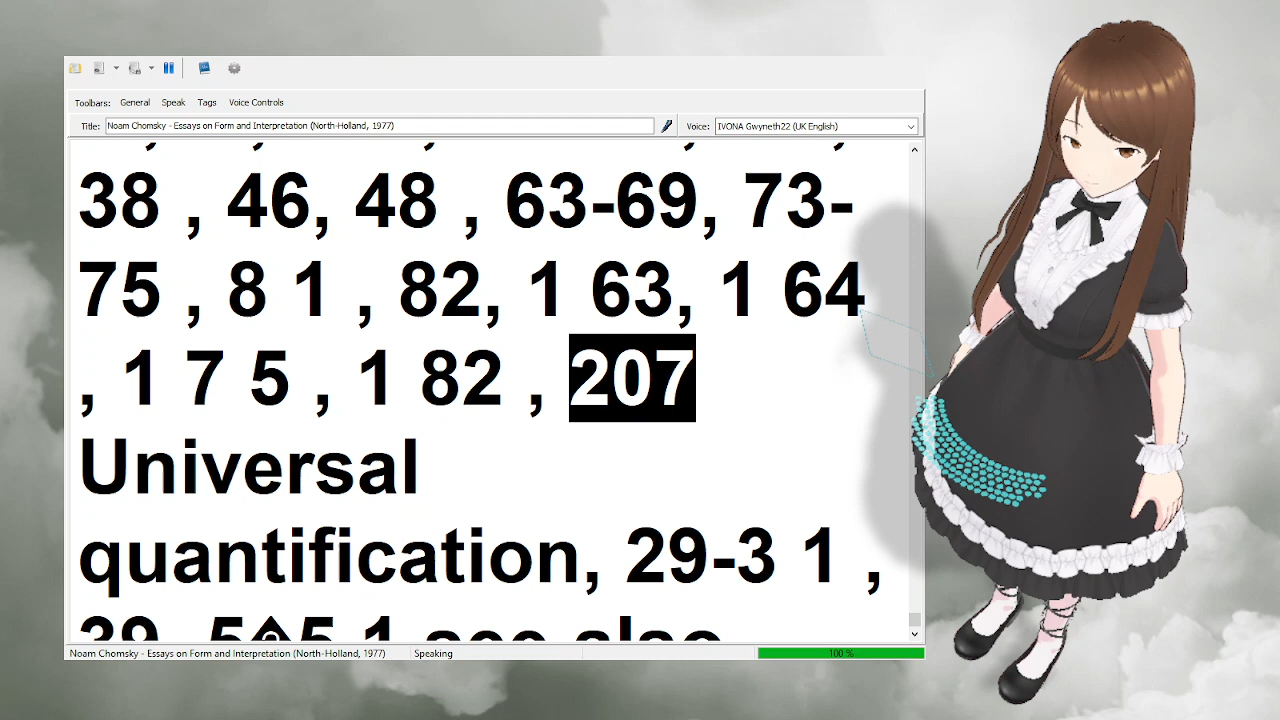 Toolbars: General Speak Tags Voice Controls
Title: Noam Chomsky - Essays on Form and Interpretation (North-Holland, 1977) Voice: IVONA Gwyneth22 (UK English)
38 , 46, 48 , 63-69, 73-
75 , 8 1 , 82, 1 63, 1 64
, 1 7 5 , 1 82 , 207
Universal
quantification, 29-3 1 ,
see also
Noam Chomsky - Essays on Form and Interpretation (North-Holland, 1977) Speaking 100 %